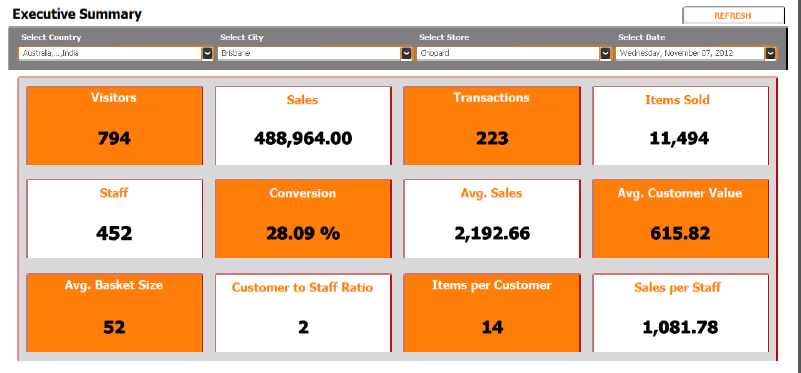 Executive Summary
REFRESH
Select Country Select City Select Store Select Date
Australia,...,India Brisbane Chopard Wednesday, November 07, 2012
Visitors Sales Transactions Items Sold
794 488,964.00 223 11,494
Staff Conversion Avg. Sales Avg. Customer Value
452 28.09 % 2,192.66 615.82
Avg. Basket Size Customer to Staff Ratio Items per Customer Sales per Staff
52 2 14 1,081.78